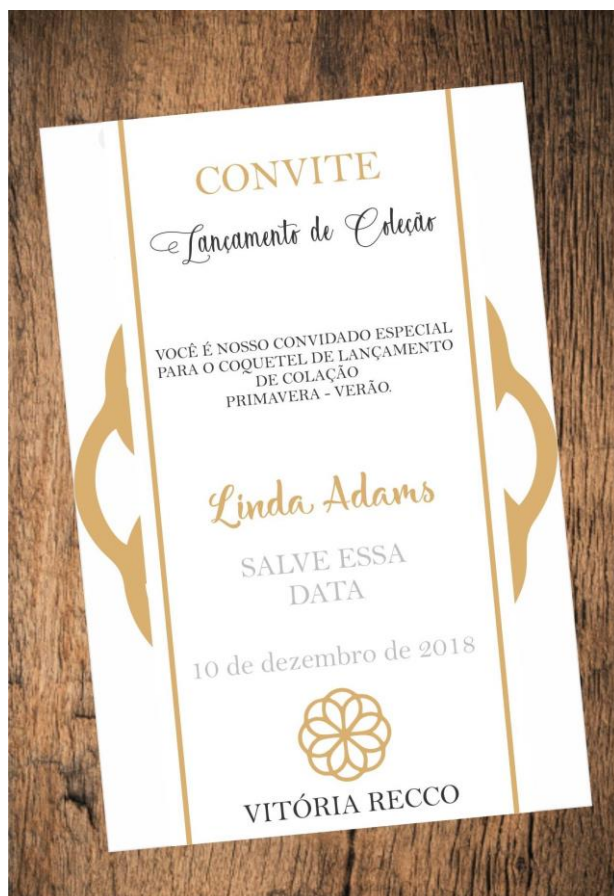 CONVITE
Lançamento de Coleção
VOCÊ É NOSSO CONVIDADO ESPECIAL
PARA O COQUETEL DE LANÇAMENTO
DE COLAÇÃO
PRIMAVERA - VERÃO.
Linda Adams
SALVE ESSA
DATA
10 de dezembro de 2018
VITÓRIA RECCO